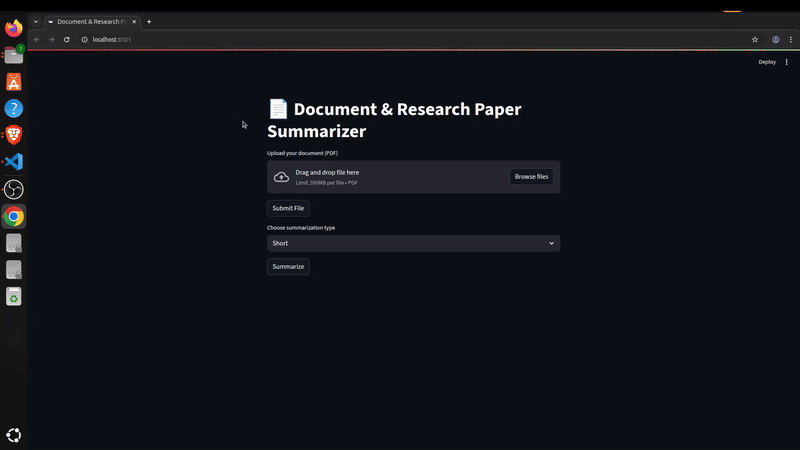 Document & Research Pa
localhost:8501
Deploy
Document & Research Paper
Summarizer
Upload your document (PDF)
Drag and drop file here
Limit 200MB per file • PDF
Browse files
Submit File
Choose summarization type
Short
Summarize